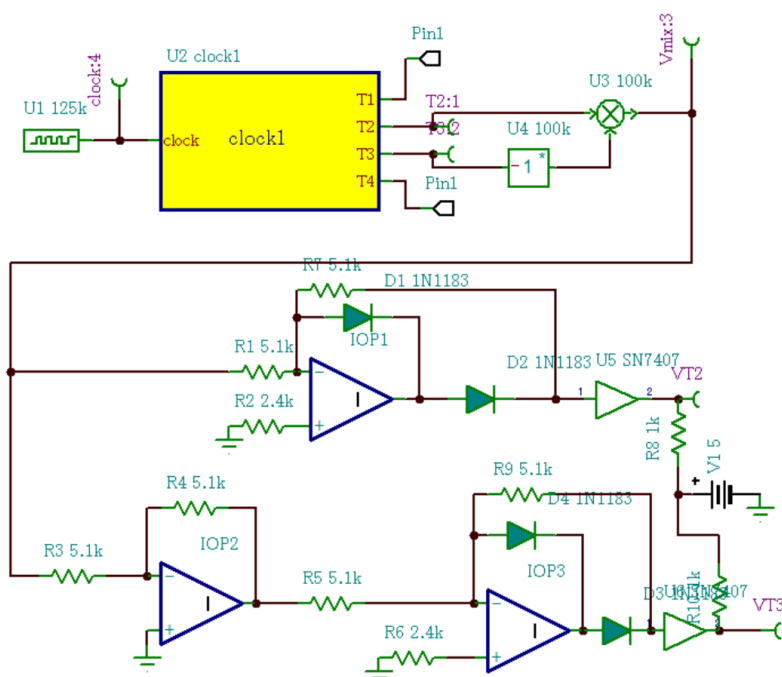 Pin1
Vmix:3
clock:4
U2 clock1
U3 100k
U1 125k
T1
T2:1
T2
clock
clock1
U4 100k
T3
-1 *
T4
Pin1
R7 5.1k
D1 1N1183
IOP1
R1 5.1k
D2 1N1183
U5 SN7407
VT2
R2 2.4k
1
2
R8 1k
V1 5
+
R9 5.1k
R4 5.1k
D4 1N1183
IOP2
R3 5.1k
R5 5.1k
IOP3
R10 1k
VT3
R6 2.4k
1